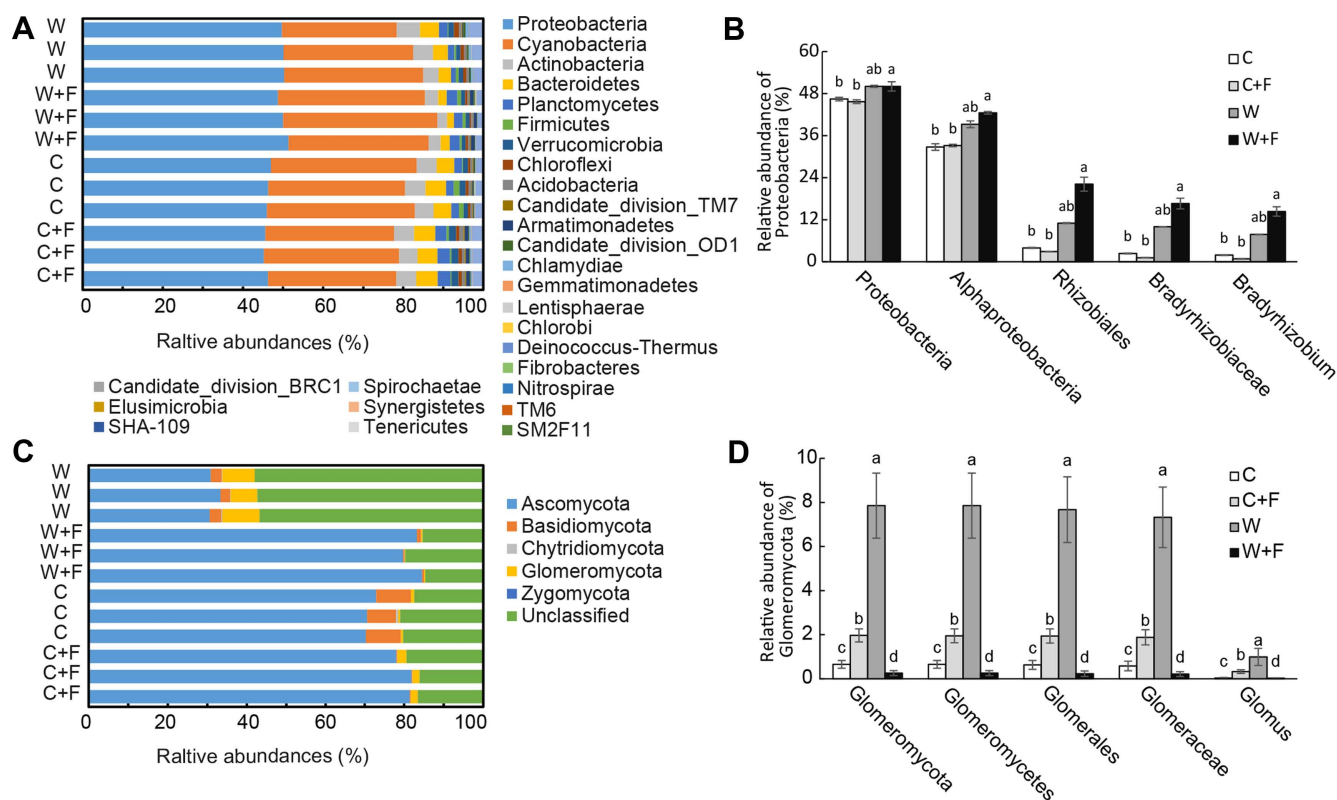 A
W
W
W
W+F
W+F
W+F
C
C
C
C+F
C+F
C+F
0 20 40 60 80 100
Raltive abundances (%)
Proteobacteria
Cyanobacteria
Actinobacteria
Bacteroidetes
Planctomycetes
Firmicutes
Verrucomicrobia
Chloroflexi
Acidobacteria
Candidate_division_TM7
Armatimonadetes
Candidate_division_OD1
Chlamydiae
Gemmatimonadetes
Lentisphaerae
Chlorobi
Deinococcus-Thermus
Fibrobacteres
Nitrospirae
TM6
SM2F11
Candidate_division_BRC1
Elusimicrobia
SHA-109
Spirochaetae
Synergistetes
Tenericutes
B
Relative abundance of
Proteobacteria (%)
60
48
36
24
12
0
b b ab a
b b ab a
b b ab a
b b ab a
b b ab a
C
C+F
W
W+F
Proteobacteria
Alphaproteobacteria
Rhizobiales
Bradyrhizobiaceae
Bradyrhizobium
C
W
W
W
W+F
W+F
W+F
C
C
C
C+F
C+F
C+F
0 20 40 60 80 100
Raltive abundances (%)
Ascomycota
Basidiomycota
Chytridiomycota
Glomeromycota
Zygomycota
Unclassified
D
Relative abundance of
Glomeromycota (%)
10
8
6
4
2
0
c b a d
c b a d
c b a d
c b a d
c b a d
C
C+F
W
W+F
Glomeromycota
Glomeromycetes
Glomerales
Glomeraceae
Glomus